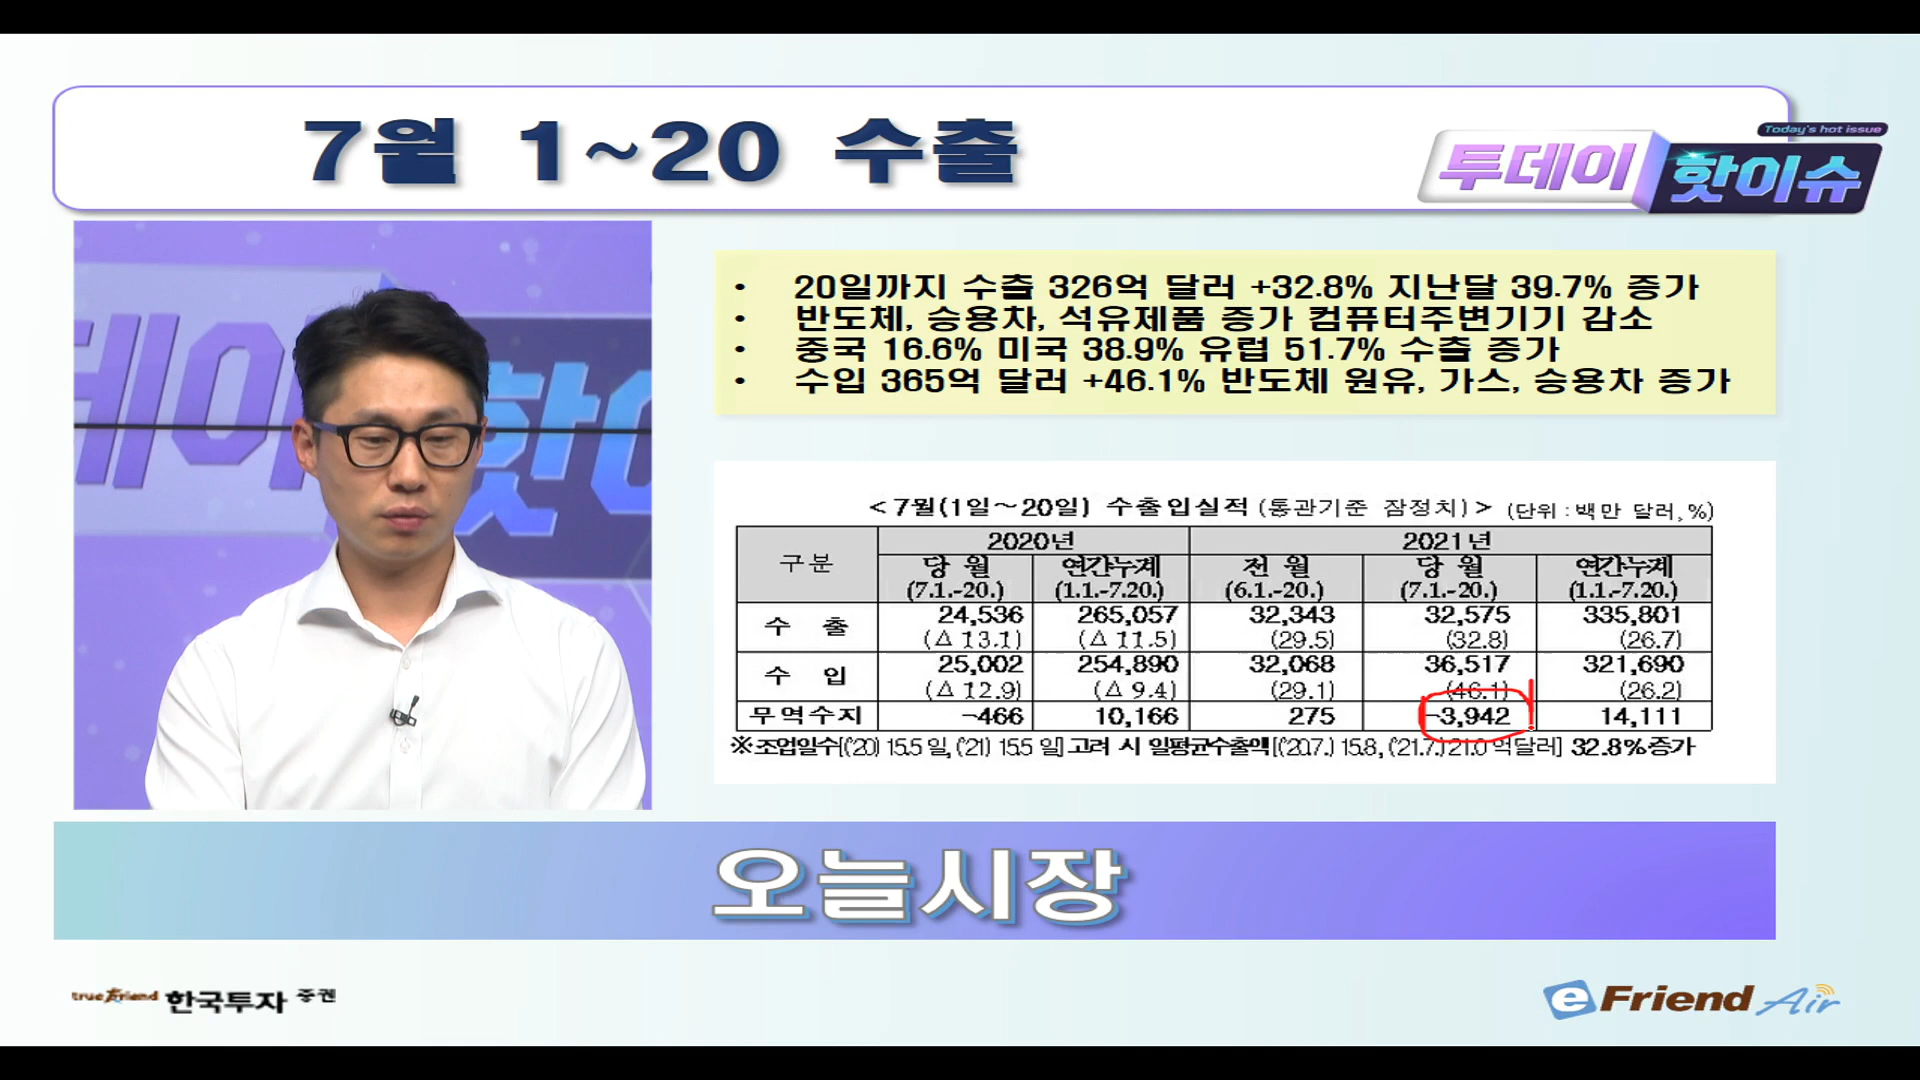 7월 1~20 수출
Today's hot issue
투데이 핫이슈
데이 핫
• 20일까지 수출 326억 달러 +32.8% 지난달 39.7% 증가
• 반도체, 승용차, 석유제품 증가 컴퓨터주변기기 감소
• 중국 16.6% 미국 38.9% 유럽 51.7% 수출 증가
• 수입 365억 달러 +46.1% 반도체 원유, 가스, 승용차 증가
<7월(1일~20일) 수출입실적(통관기준 잠정치)> (단위 : 백만 달러, %)
구분 2020년 2021년
당 월 연간누계 전 월 당 월 연간누계
(7.1.-20.) (1.1.-7.20.) (6.1.-20.) (7.1.-20.) (1.1.-7.20.)
수 출 24,536 265,057 32,343 32,575 335,801
(△ 13.1) (△ 11.5) (29.5) (32.8) (26.7)
수 입 25,002 254,890 32,068 36,517 321,690
(△ 12.9) (△ 9.4) (29.1) (46.1) (26.2)
무역수지 -466 10,166 275 -3,942 14,111
※조업일수[('20) 15.5 일, ('21) 15.5 일] 고려 시 일평균수출액[('20.7.) 15.8, ('21.7.) 21.0 억달러] 32.8% 증가
오늘시장
true friend 한국투자 증권
eFriend Air